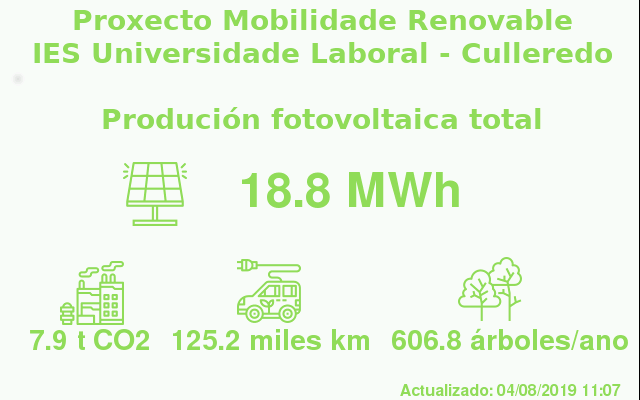 Proxecto Mobilidade Renovable
IES Universidade Laboral - Culleredo
Produción fotovoltaica total
18.8 MWh
7.9 t CO2
125.2 miles km
606.8 árboles/ano
Actualizado: 04/08/2019 11:07